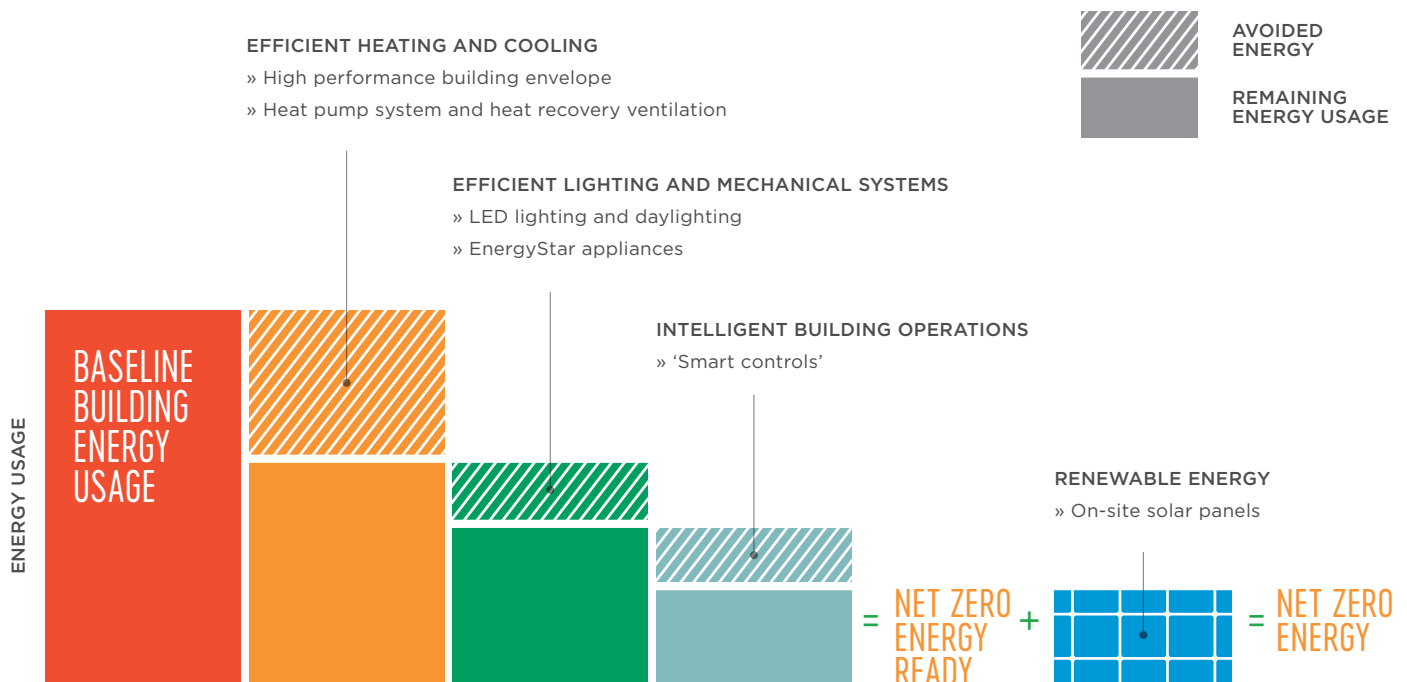 EFFICIENT HEATING AND COOLING
» High performance building envelope
» Heat pump system and heat recovery ventilation
AVOIDED
ENERGY
REMAINING
ENERGY USAGE
EFFICIENT LIGHTING AND MECHANICAL SYSTEMS
» LED lighting and daylighting
» EnergyStar appliances
INTELLIGENT BUILDING OPERATIONS
» ‘Smart controls’
RENEWABLE ENERGY
» On-site solar panels
ENERGY USAGE
BASELINE
BUILDING
ENERGY
USAGE
=
NET ZERO
ENERGY
READY
+
=
NET ZERO
ENERGY